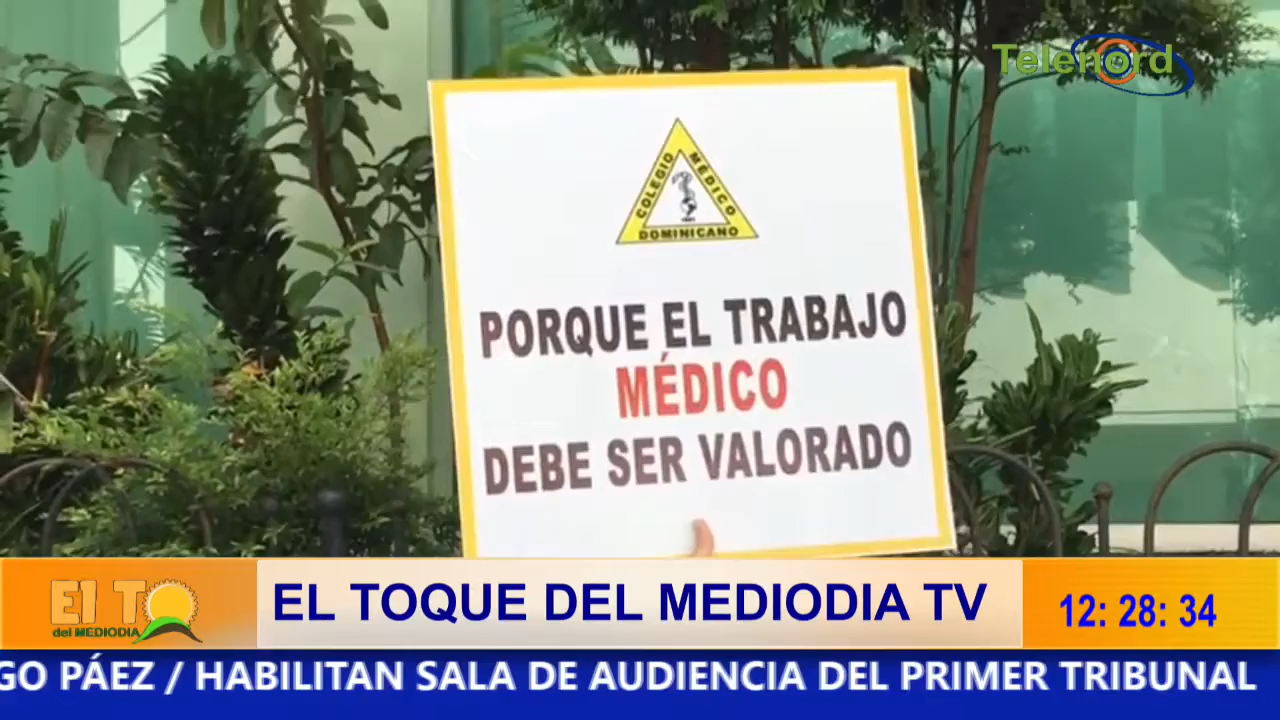 Telenord
COLEGIO MÉDICO
DOMINICANO
PORQUE EL TRABAJO
MÉDICO
DEBE SER VALORADO
El To
del MEDIODIA
EL TOQUE DEL MEDIODIA TV
12: 28: 34
GO PÁEZ / HABILITAN SALA DE AUDIENCIA DEL PRIMER TRIBUNAL